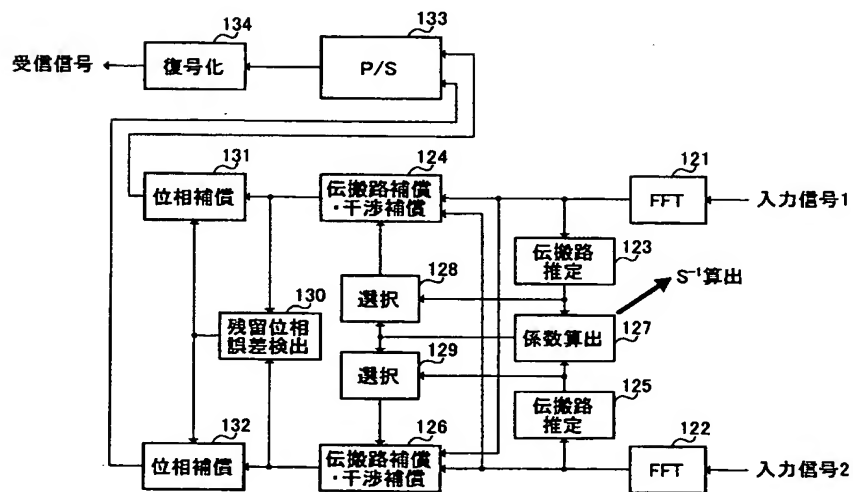 134
133
受信信号
復号化
P/S
131
124
121
位相補償
伝搬路補償
・干渉補償
FFT
入力信号1
123
伝搬路
推定
128
S⁻¹算出
130
選択
残留位相
誤差検出
127
係数算出
129
選択
125
伝搬路
推定
132
126
122
位相補償
伝搬路補償
・干渉補償
FFT
入力信号2